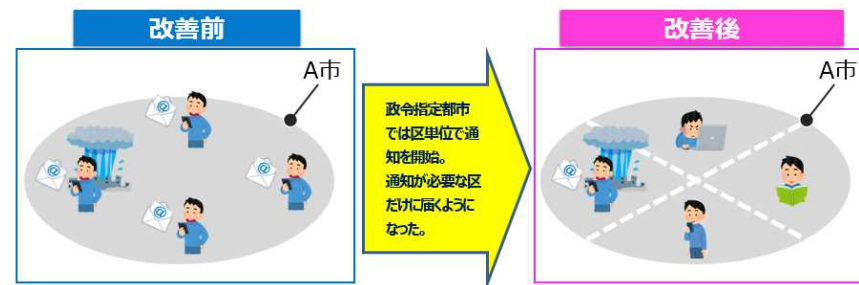 改善前
改善後
A市
政令指定都市
では区単位で通
知を開始。
通知が必要な区
だけに届くように
なった。
A市